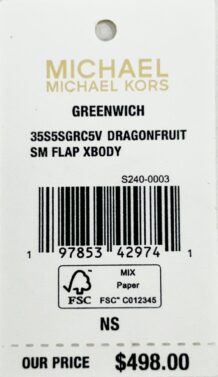 MICHAEL
MICHAEL KORS
GREENWICH
35S5SGRC5V DRAGONFRUIT
SM FLAP XBODY
S240-0003
1 97853 42974 1
FSC
MIX
Paper
FSC™ C012345
NS
OUR PRICE $498.00